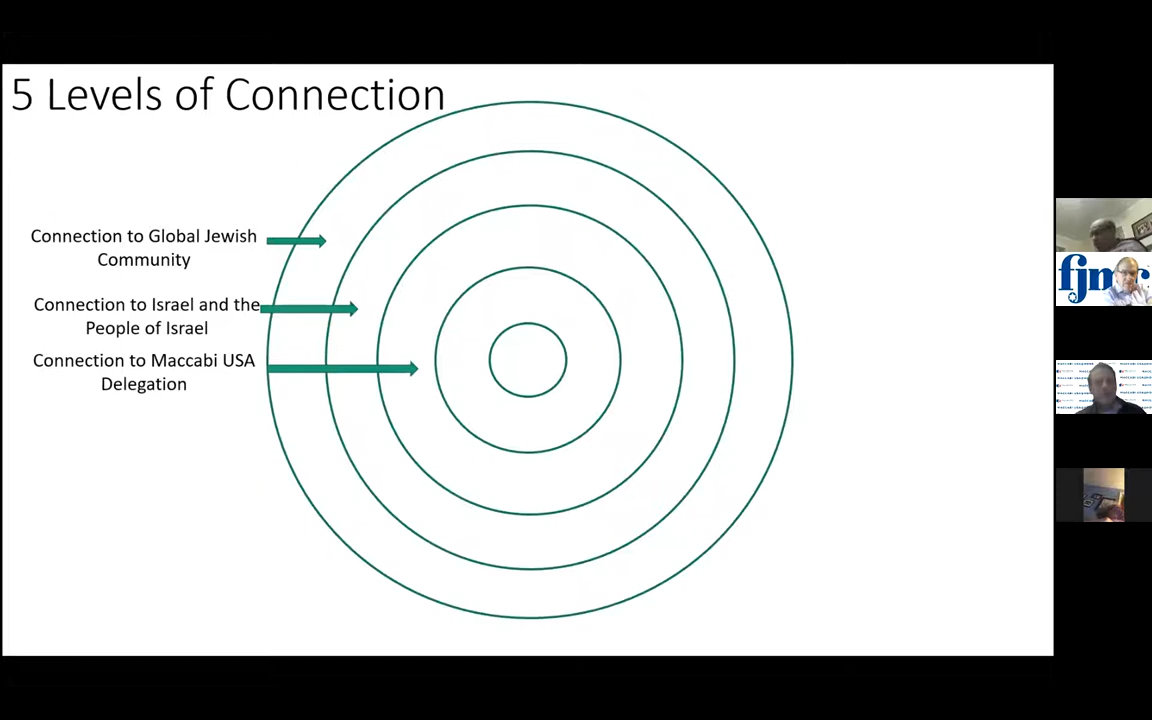 5 Levels of Connection
Connection to Global Jewish
Community
Connection to Israel and the
People of Israel
Connection to Maccabi USA
Delegation
fjmc